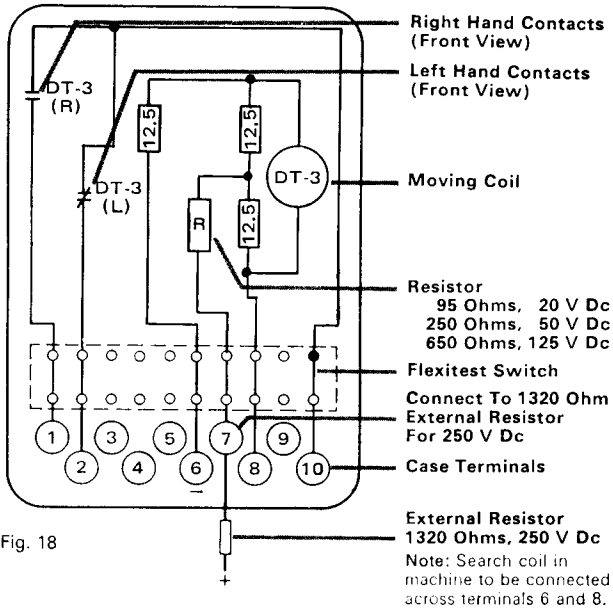 Right Hand Contacts
(Front View)
Left Hand Contacts
(Front View)
DT-3
(R)
DT-3
(L)
12.5
12.5
12.5
R
DT-3
Moving Coil
Resistor
95 Ohms, 20 V Dc
250 Ohms, 50 V Dc
650 Ohms, 125 V Dc
Flexitest Switch
Connect To 1320 Ohm
External Resistor
For 250 V Dc
Case Terminals
1
2
3
4
5
6
7
8
9
10
−
+
External Resistor
1320 Ohms, 250 V Dc
Note: Search coil in
machine to be connected
across terminals 6 and 8.
Fig. 18